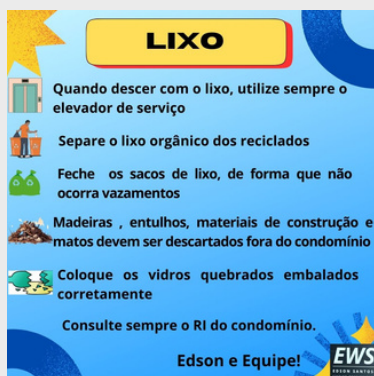 LIXO
Quando descer com o lixo, utilize sempre o
elevador de serviço
Separe o lixo orgânico dos reciclados
Feche os sacos de lixo, de forma que não
ocorra vazamentos
Madeiras , entulhos, materiais de construção e
matos devem ser descartados fora do condomínio
Coloque os vidros quebrados embalados
corretamente
Consulte sempre o RI do condomínio.
Edson e Equipe!
EWS
EDSON SANTOS